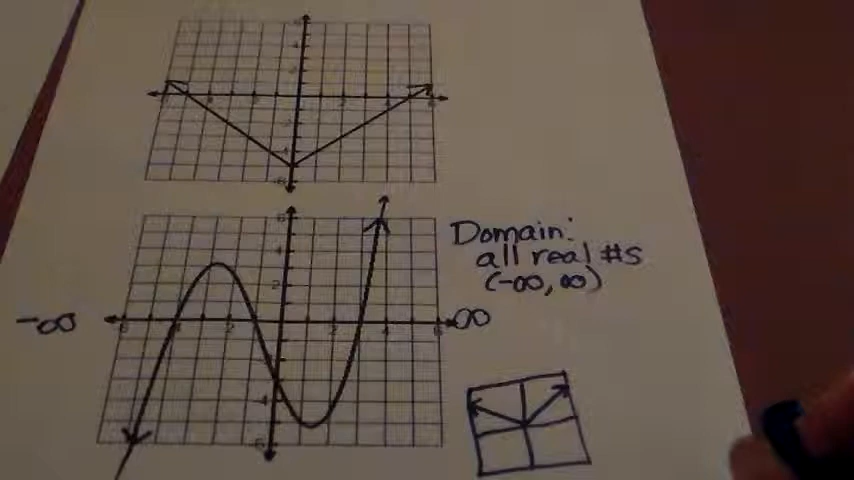 Domain:
all real #s
(-∞, ∞)
-∞
∞